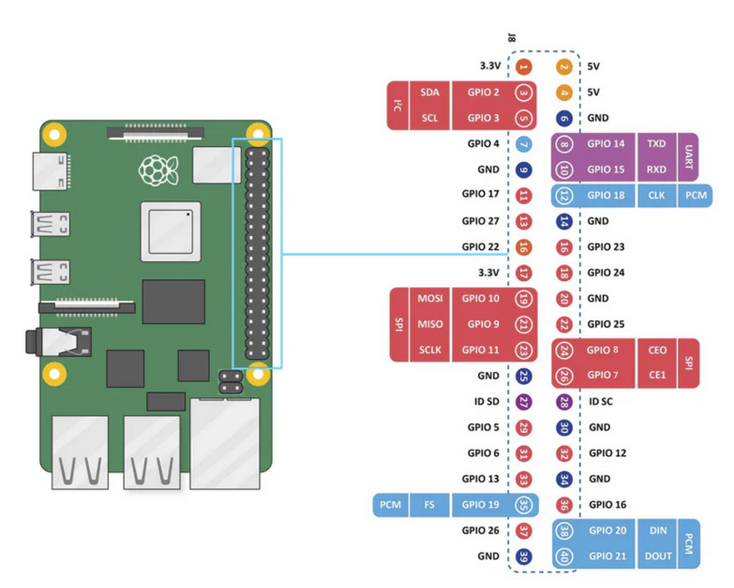 J8
3.3V 1 2 5V
I²C SDA GPIO 2 3 4 5V
SCL GPIO 3 5 6 GND
GPIO 4 7 8 GPIO 14 TXD UART
GND 9 10 GPIO 15 RXD
GPIO 17 11 12 GPIO 18 CLK PCM
GPIO 27 13 14 GND
GPIO 22 16 16 GPIO 23
3.3V 17 18 GPIO 24
SPI MOSI GPIO 10 19 20 GND
MISO GPIO 9 21 22 GPIO 25
SCLK GPIO 11 23 24 GPIO 8 CEO SPI
GND 25 26 GPIO 7 CE1
ID SD 27 28 ID SC
GPIO 5 29 30 GND
GPIO 6 31 32 GPIO 12
GPIO 13 33 34 GND
PCM FS GPIO 19 35 36 GPIO 16
GPIO 26 37 38 GPIO 20 DIN PCM
GND 39 40 GPIO 21 DOUT